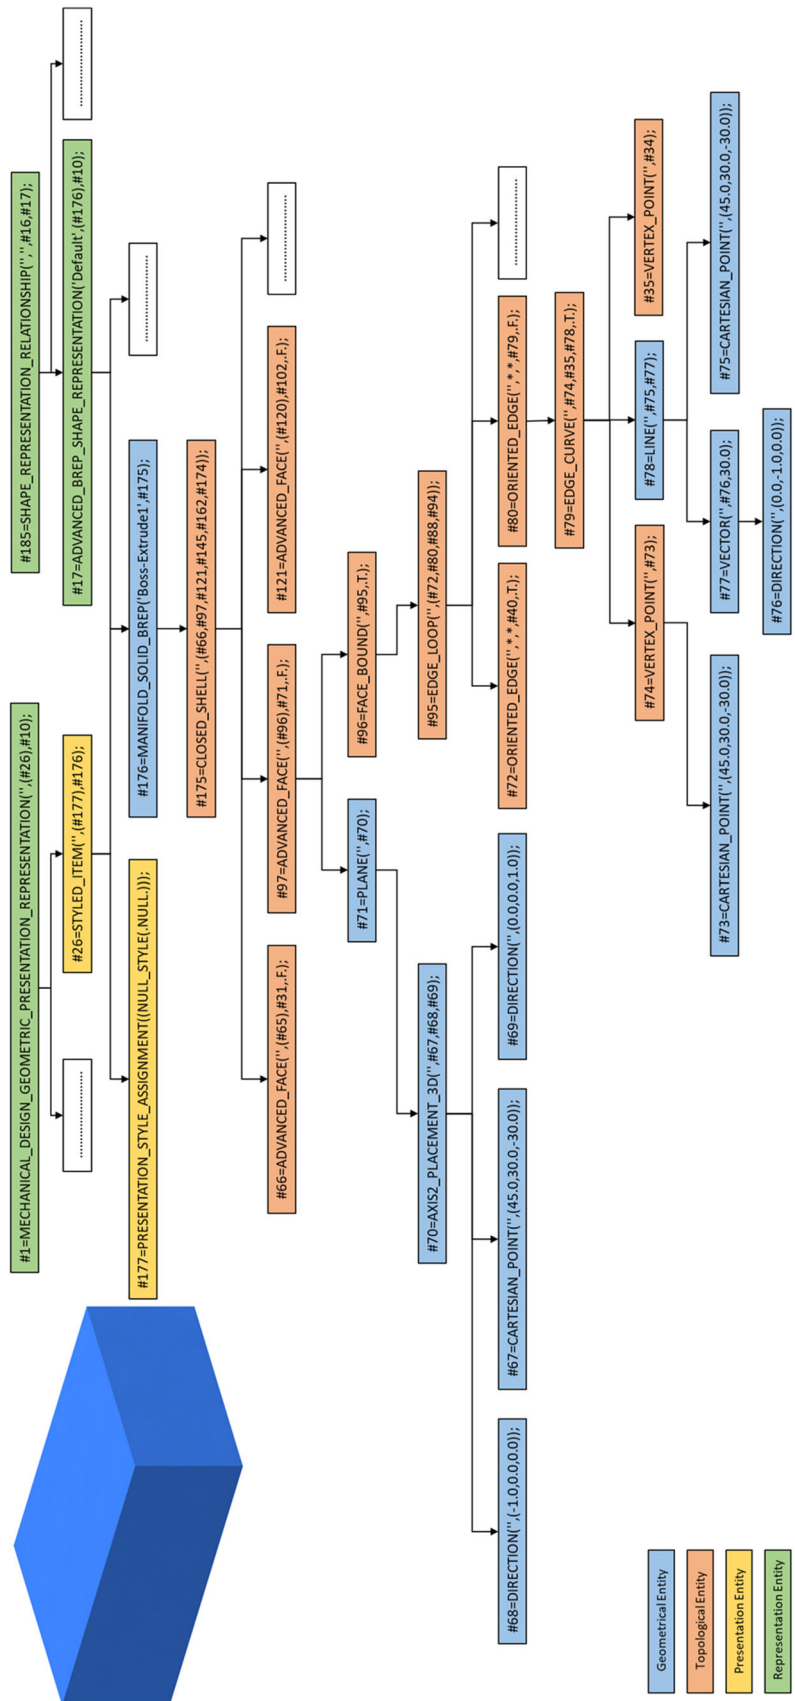 #1=MECHANICAL_DESIGN_GEOMETRIC_PRESENTATION_REPRESENTATION('',(#26),#10);
#185=SHAPE_REPRESENTATION_RELATIONSHIP('','',#16,#17);
....................
#26=STYLED_ITEM('',(#177),#176);
#17=ADVANCED_BREP_SHAPE_REPRESENTATION('Default',(#176),#10);
....................
#177=PRESENTATION_STYLE_ASSIGNMENT((NULL_STYLE(.NULL.)));
#176=MANIFOLD_SOLID_BREP('Boss-Extrude1',#175);
....................
#175=CLOSED_SHELL('',(#66,#97,#121,#145,#162,#174));
#66=ADVANCED_FACE('',(#65),#31,.F.);
#97=ADVANCED_FACE('',(#96),#71,.F.);
#121=ADVANCED_FACE('',(#120),#102,.F.);
....................
#71=PLANE('',#70);
#96=FACE_BOUND('',#95,.T.);
#70=AXIS2_PLACEMENT_3D('',#67,#68,#69);
#95=EDGE_LOOP('',(#72,#80,#88,#94));
#68=DIRECTION('',(-1.0,0.0,0.0));
#67=CARTESIAN_POINT('',(45.0,30.0,-30.0));
#69=DIRECTION('',(0.0,0.0,1.0));
#72=ORIENTED_EDGE('',*,*,#40,.T.);
#80=ORIENTED_EDGE('',*,*,#79,.F.);
....................
#79=EDGE_CURVE('',#74,#35,#78,.T.);
#74=VERTEX_POINT('',#73);
#78=LINE('',#75,#77);
#35=VERTEX_POINT('',#34);
#73=CARTESIAN_POINT('',(45.0,30.0,-30.0));
#77=VECTOR('',#76,30.0);
#75=CARTESIAN_POINT('',(45.0,30.0,-30.0));
#76=DIRECTION('',(0.0,-1.0,0.0));
Geometrical Entity
Topological Entity
Presentation Entity
Representation Entity